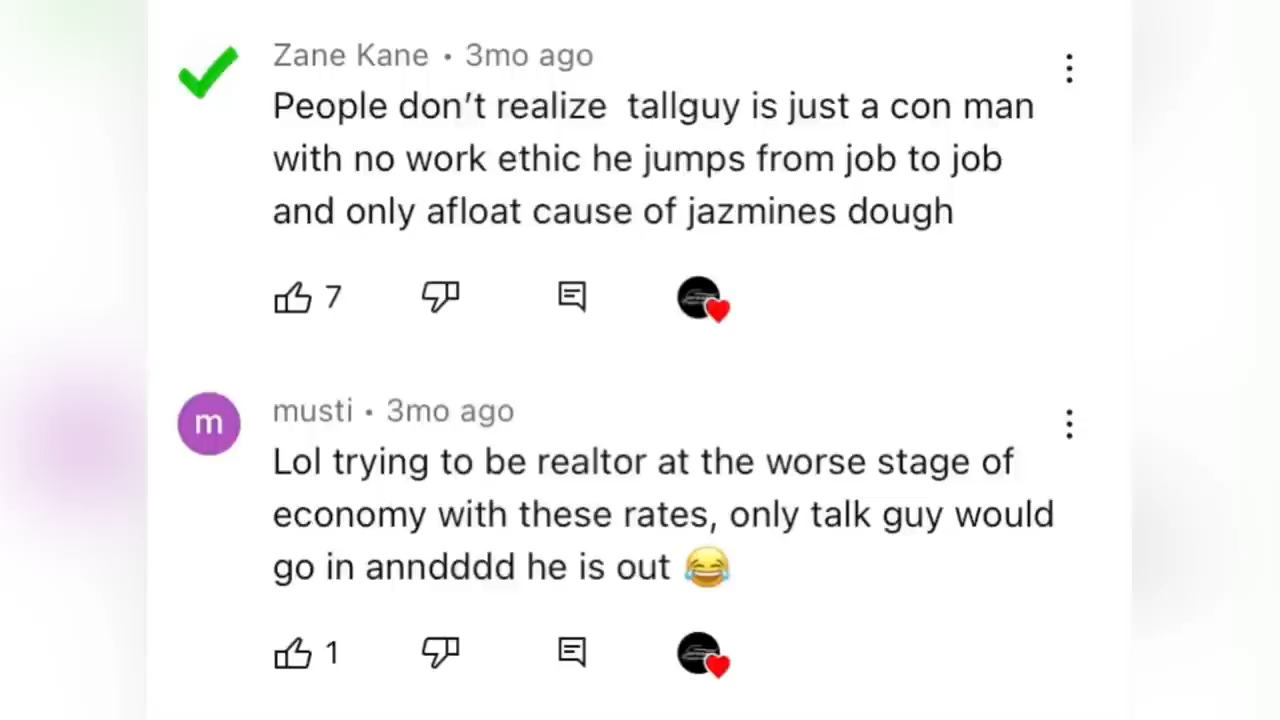 Zane Kane • 3mo ago
People don’t realize  tallguy is just a con man
with no work ethic he jumps from job to job
and only afloat cause of jazmines dough
7
m
musti • 3mo ago
Lol trying to be realtor at the worse stage of
economy with these rates, only talk guy would
go in anndddd he is out 😂
1